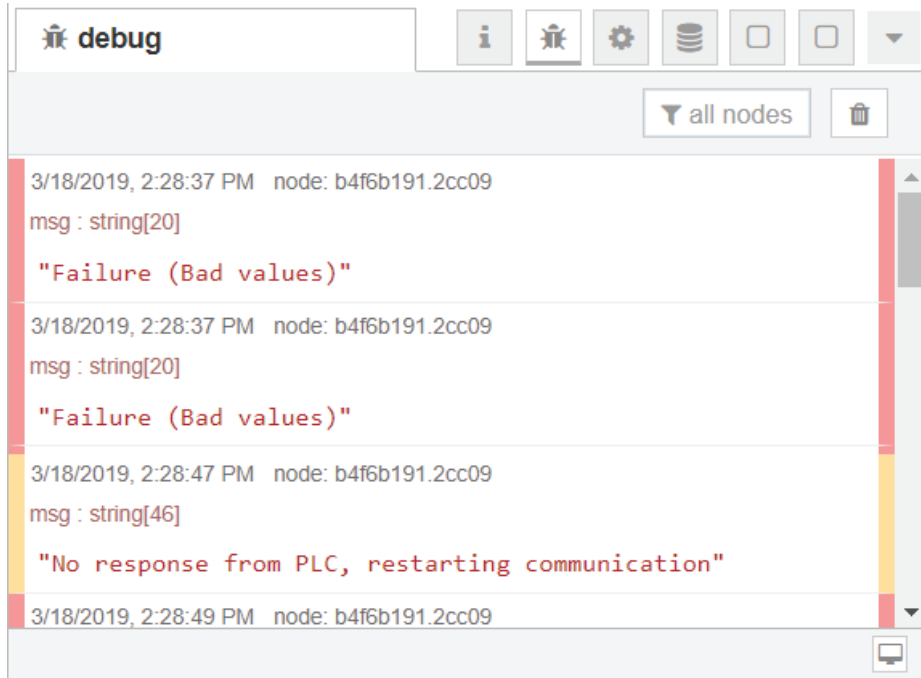 debug
i
all nodes
3/18/2019, 2:28:37 PM node: b4f6b191.2cc09
msg : string[20]
"Failure (Bad values)"
3/18/2019, 2:28:37 PM node: b4f6b191.2cc09
msg : string[20]
"Failure (Bad values)"
3/18/2019, 2:28:47 PM node: b4f6b191.2cc09
msg : string[46]
"No response from PLC, restarting communication"
3/18/2019, 2:28:49 PM node: b4f6b191.2cc09